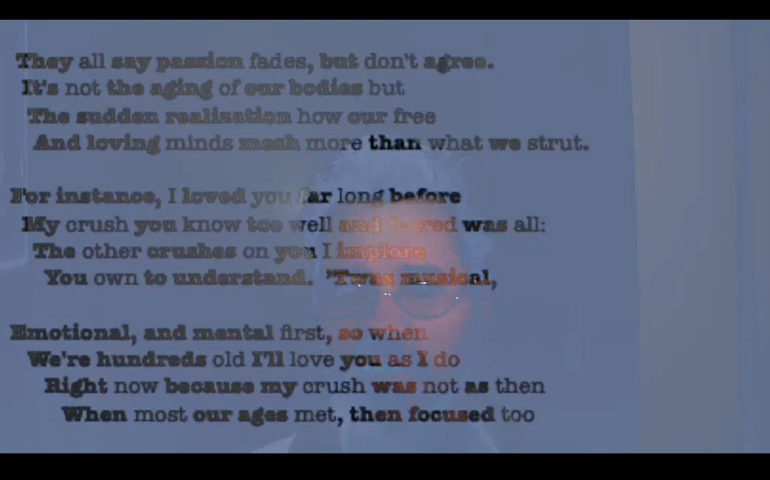 They all say passion fades, but don't agree.
It's not the aging of our bodies but
The sudden realization how our free
And loving minds mesh more than what we strut.
For instance, I loved you far long before
My crush you know too well and feared was all:
The other crushes on you I implore
You own to understand. 'Twas musical,
Emotional, and mental first, so when
We're hundreds old I'll love you as I do
Right now because my crush was not as then
When most our ages met, then focused too